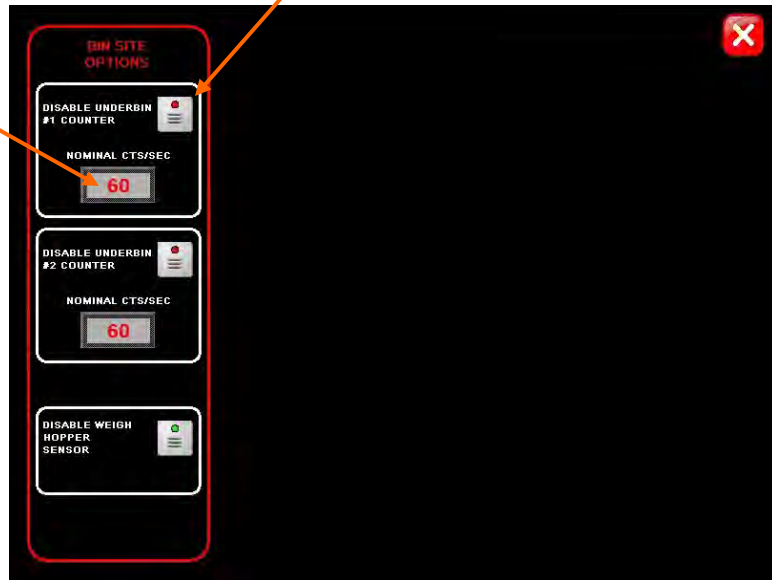 BIN SITE
OPTIONS
DISABLE UNDERBIN
#1 COUNTER
NOMINAL CTS/SEC
60
DISABLE UNDERBIN
#2 COUNTER
NOMINAL CTS/SEC
60
DISABLE WEIGH
HOPPER
SENSOR